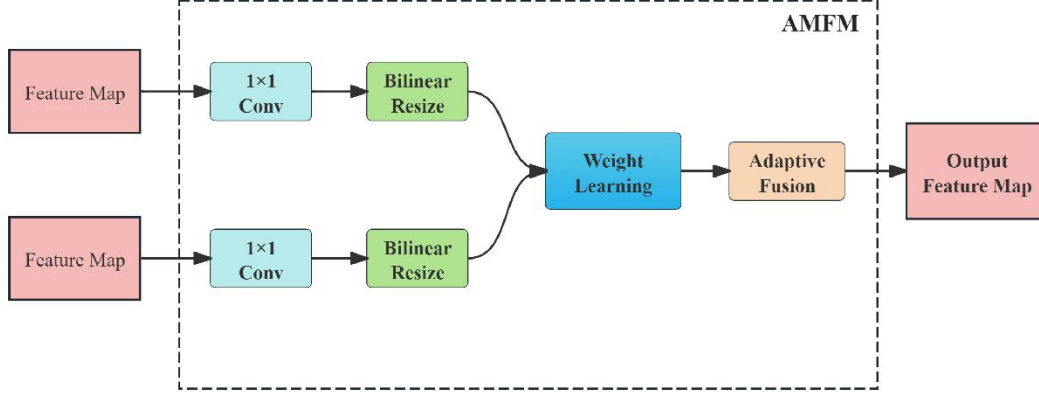 AMFM
Feature Map
1×1
Conv
Bilinear
Resize
Weight
Learning
Adaptive
Fusion
Output
Feature Map
Feature Map
1×1
Conv
Bilinear
Resize